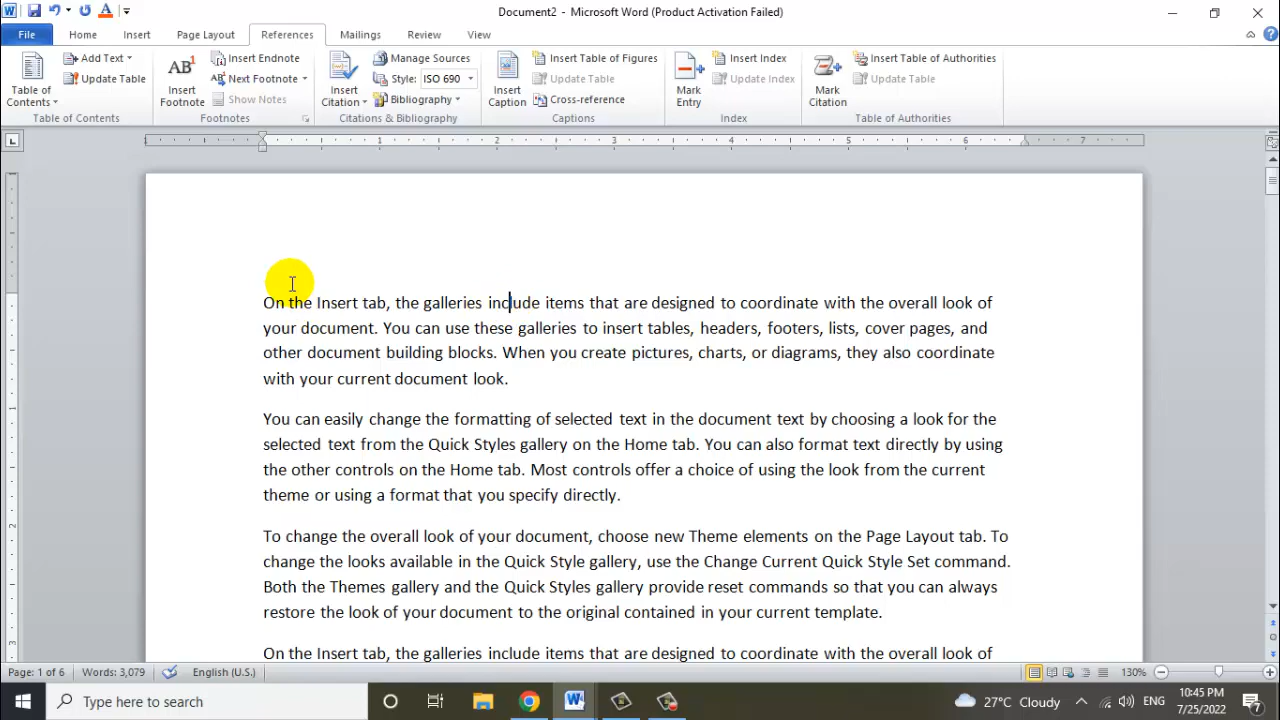 Document2 - Microsoft Word (Product Activation Failed)
File Home Insert Page Layout References Mailings Review View
Table of Contents
Add Text
Update Table
Table of Contents
AB1
Insert Footnote
Insert Endnote
Next Footnote
Show Notes
Footnotes
Insert Citation
Manage Sources
Style: ISO 690
Bibliography
Citations & Bibliography
Insert Caption
Insert Table of Figures
Update Table
Cross-reference
Captions
Mark Entry
Insert Index
Update Index
Index
Mark Citation
Insert Table of Authorities
Update Table
Table of Authorities
1 2 3 4 5 6 7
On the Insert tab, the galleries include items that are designed to coordinate with the overall look of
your document. You can use these galleries to insert tables, headers, footers, lists, cover pages, and
other document building blocks. When you create pictures, charts, or diagrams, they also coordinate
with your current document look.
You can easily change the formatting of selected text in the document text by choosing a look for the
selected text from the Quick Styles gallery on the Home tab. You can also format text directly by using
the other controls on the Home tab. Most controls offer a choice of using the look from the current
theme or using a format that you specify directly.
To change the overall look of your document, choose new Theme elements on the Page Layout tab. To
change the looks available in the Quick Style gallery, use the Change Current Quick Style Set command.
Both the Themes gallery and the Quick Styles gallery provide reset commands so that you can always
restore the look of your document to the original contained in your current template.
On the Insert tab, the galleries include items that are designed to coordinate with the overall look of
Page: 1 of 6 Words: 3,079 English (U.S.) 130%
Type here to search 27°C Cloudy ENG 10:45 PM
7/25/2022
7